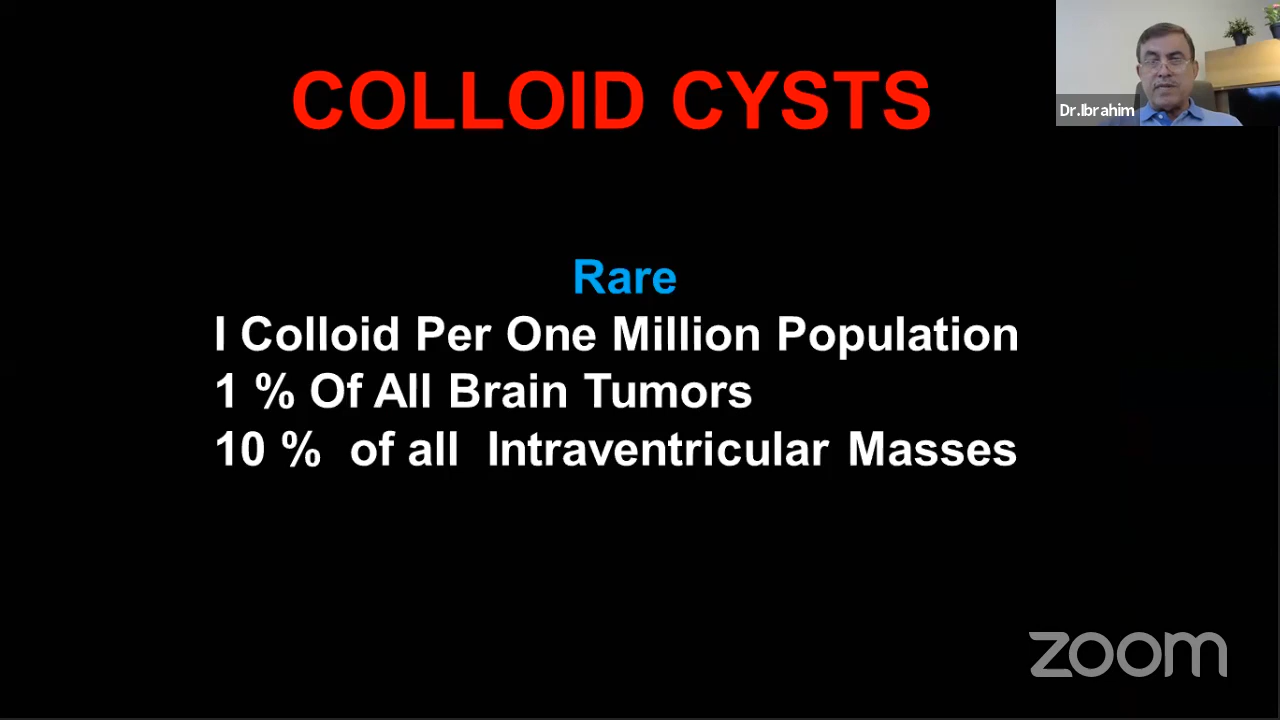 COLLOID CYSTS
Dr.Ibrahim
Rare
I Colloid Per One Million Population
1 % Of All Brain Tumors
10 % of all Intraventricular Masses
zoom